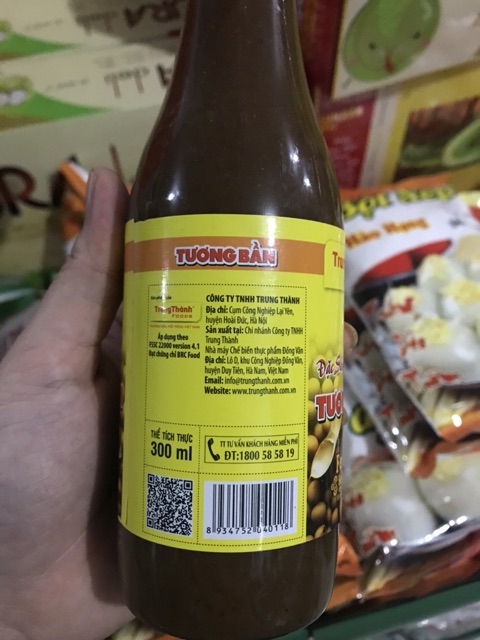 TƯƠNG BẦN
Trung Thành
FOODS
Áp dụng theo
FSSC 22000 version 4.1
Đạt chứng chỉ BRC Food
CÔNG TY TNHH TRUNG THÀNH
Địa chỉ: Cụm Công Nghiệp Lại Yên,
huyện Hoài Đức, Hà Nội
Sản xuất tại: Chi nhánh Công ty TNHH
Trung Thành
Nhà máy Chế biến thực phẩm Đồng Văn
Địa chỉ: Lô D, khu Công Nghiệp Đồng Văn,
huyện Duy Tiên, Hà Nam, Việt Nam
Email: info@trungthanh.com.vn
Website: www.trungthanh.com.vn
THỂ TÍCH THỰC
300 ml
TT TƯ VẤN KHÁCH HÀNG MIỄN PHÍ
ĐT:1800 58 58 19
8 934752 040118
Tru
Đặc S
TƯƠ
Bột